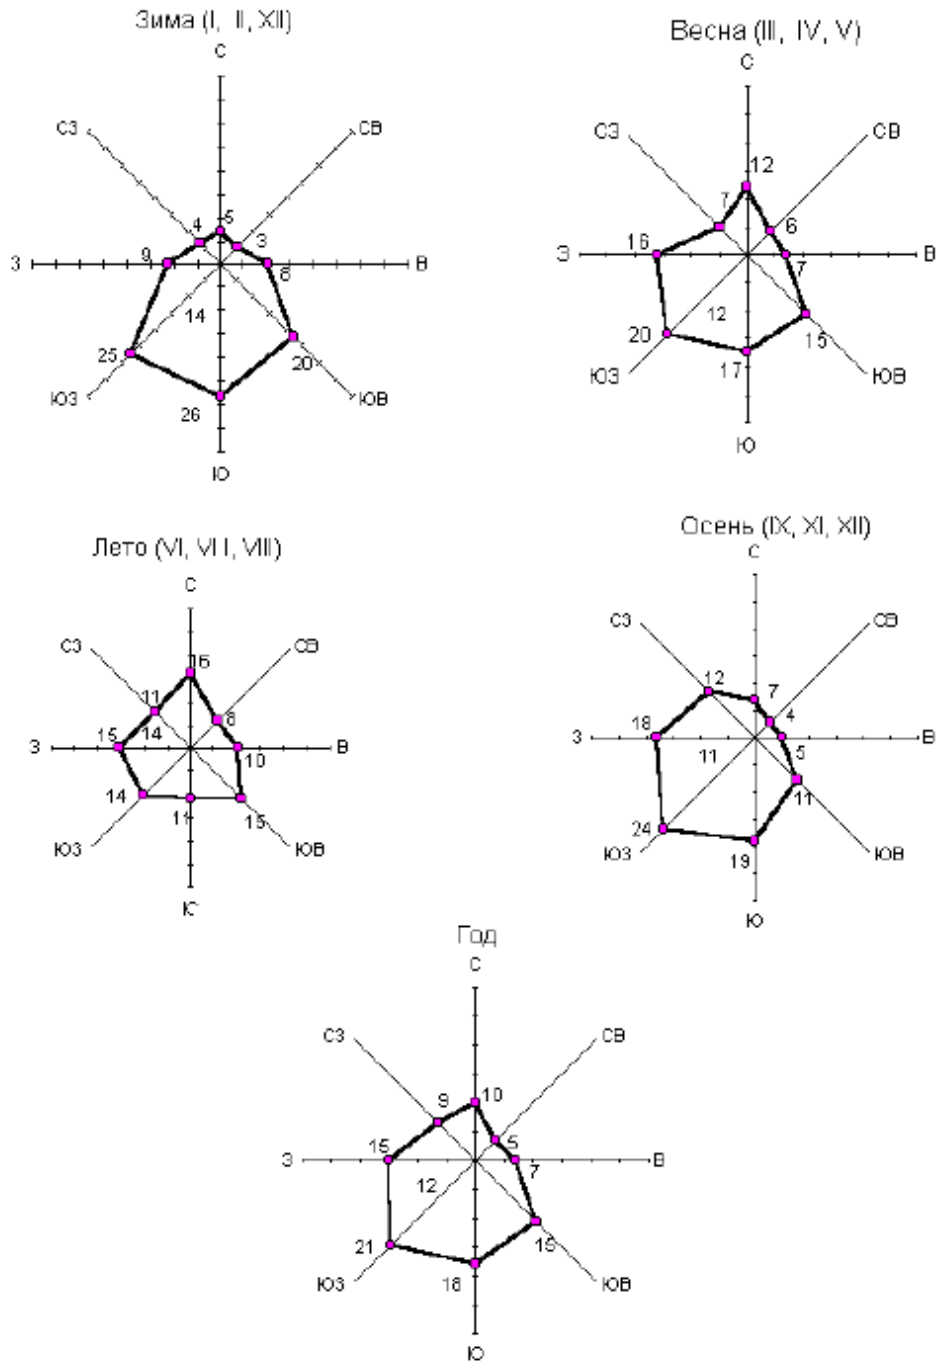 Зима (I, II, XII)
С
СЗ
СВ
5
4
3
З
9
8
В
14
25
20
ЮЗ
26
ЮВ
Ю
Весна (III, IV, V)
С
СЗ
СВ
12
7
6
16
З
7
В
12
20
15
17
ЮЗ
ЮВ
Ю
Лето (VI, VII, VIII)
С
СЗ
СВ
16
11
8
З
15
14
10
В
14
11
15
ЮЗ
ЮВ
Ю
Осень (IX, XI, XII)
С
СЗ
СВ
12
7
4
18
В
11
5
11
24
19
ЮЗ
ЮВ
Ю
З
Год
С
СЗ
СВ
9
10
5
15
З
7
В
12
21
15
18
ЮЗ
ЮВ
Ю